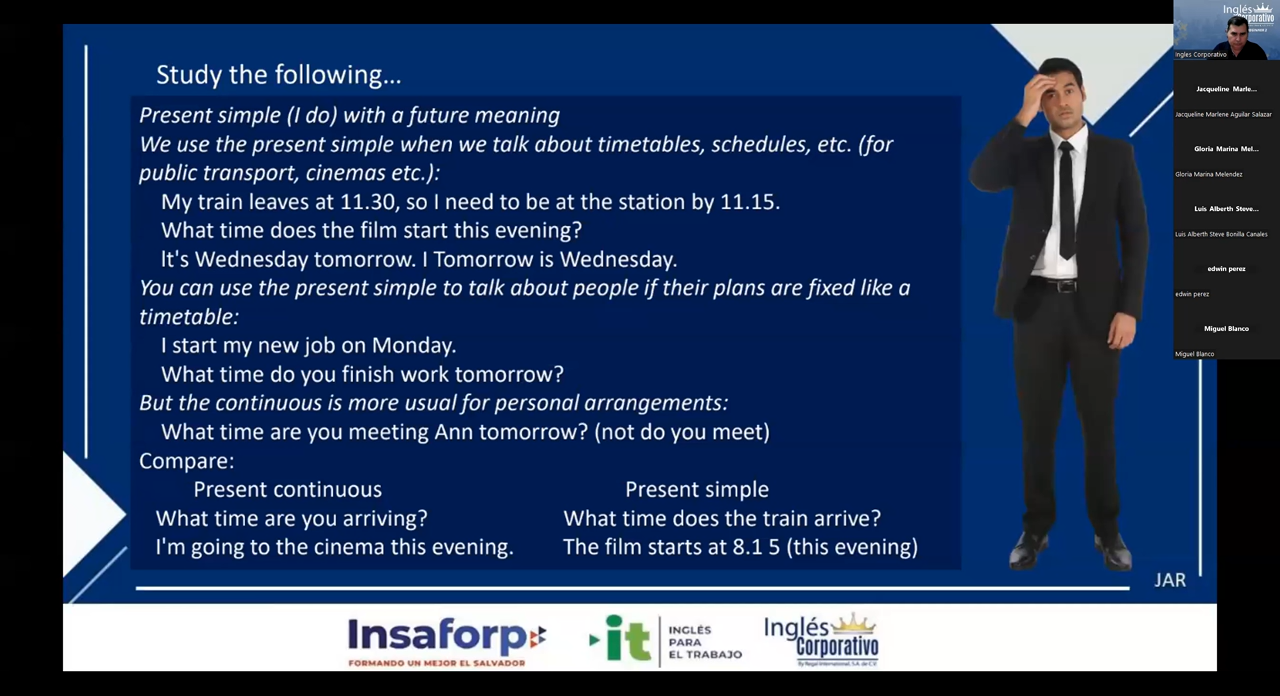 Study the following...
Present simple (I do) with a future meaning
We use the present simple when we talk about timetables, schedules, etc. (for
public transport, cinemas etc.):
My train leaves at 11.30, so I need to be at the station by 11.15.
What time does the film start this evening?
It's Wednesday tomorrow. I Tomorrow is Wednesday.
You can use the present simple to talk about people if their plans are fixed like a
timetable:
I start my new job on Monday.
What time do you finish work tomorrow?
But the continuous is more usual for personal arrangements:
What time are you meeting Ann tomorrow? (not do you meet)
Compare:
Present continuous Present simple
What time are you arriving? What time does the train arrive?
I'm going to the cinema this evening. The film starts at 8.1 5 (this evening)
JAR
Insaforp
FORMANDO UN MEJOR EL SALVADOR
it
INGLÉS
PARA
EL TRABAJO
Inglés
Corporativo
By Regal International, S.A. de C.V.
Inglés
Corporativo
Ingles Corporativo
Jacqueline Marle...
Jacqueline Marlene Aguilar Salazar
Gloria Marina Mel...
Gloria Marina Melendez
Luis Alberth Steve...
Luis Alberth Steve Bonilla Canales
edwin perez
edwin perez
Miguel Blanco
Miguel Blanco